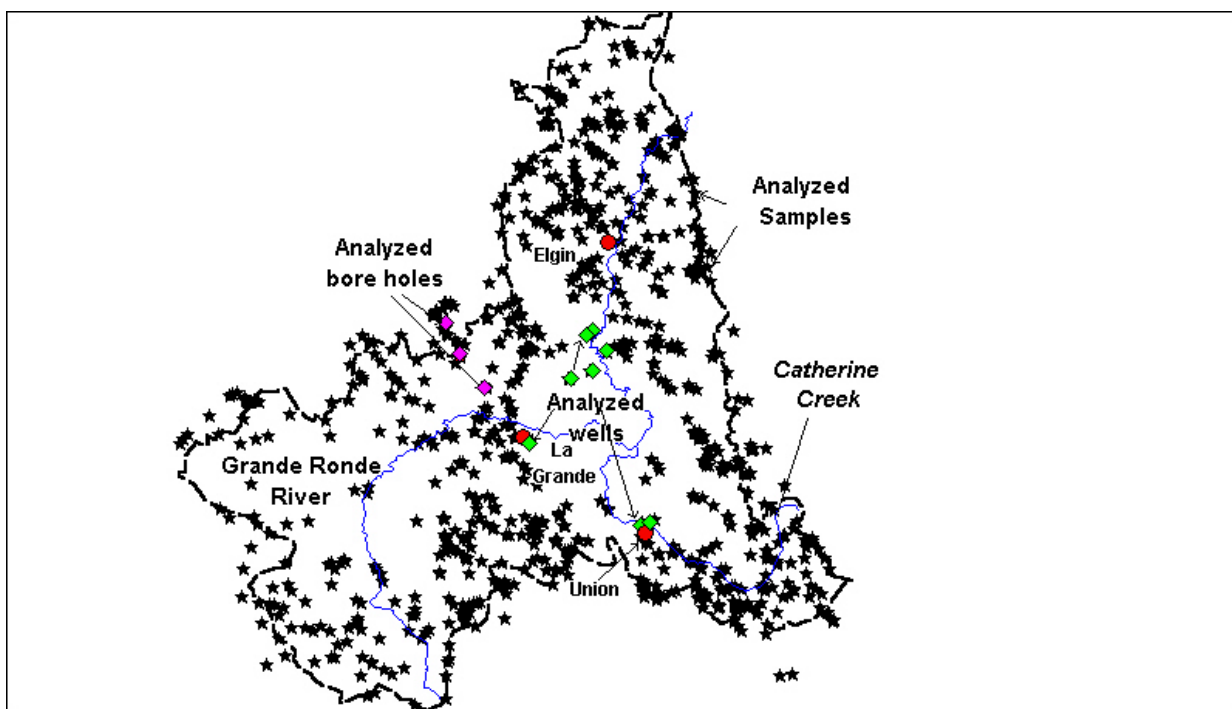 Analyzed
Samples
Analyzed
bore holes
Elgin
Catherine
Creek
Analyzed
wells
La
Grande
Grande Ronde
River
Union